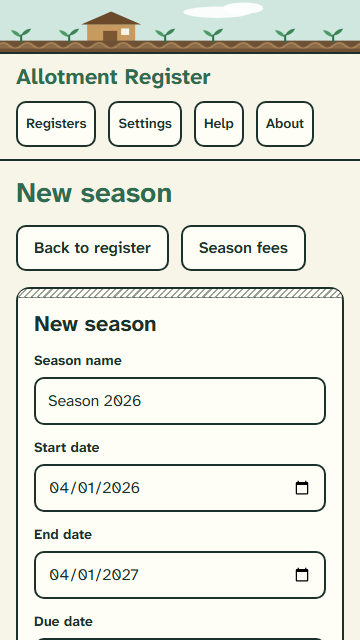 Allotment Register
Registers
Settings
Help
About
New season
Back to register
Season fees
New season
Season name
Season 2026
Start date
04/01/2026
End date
04/01/2027
Due date